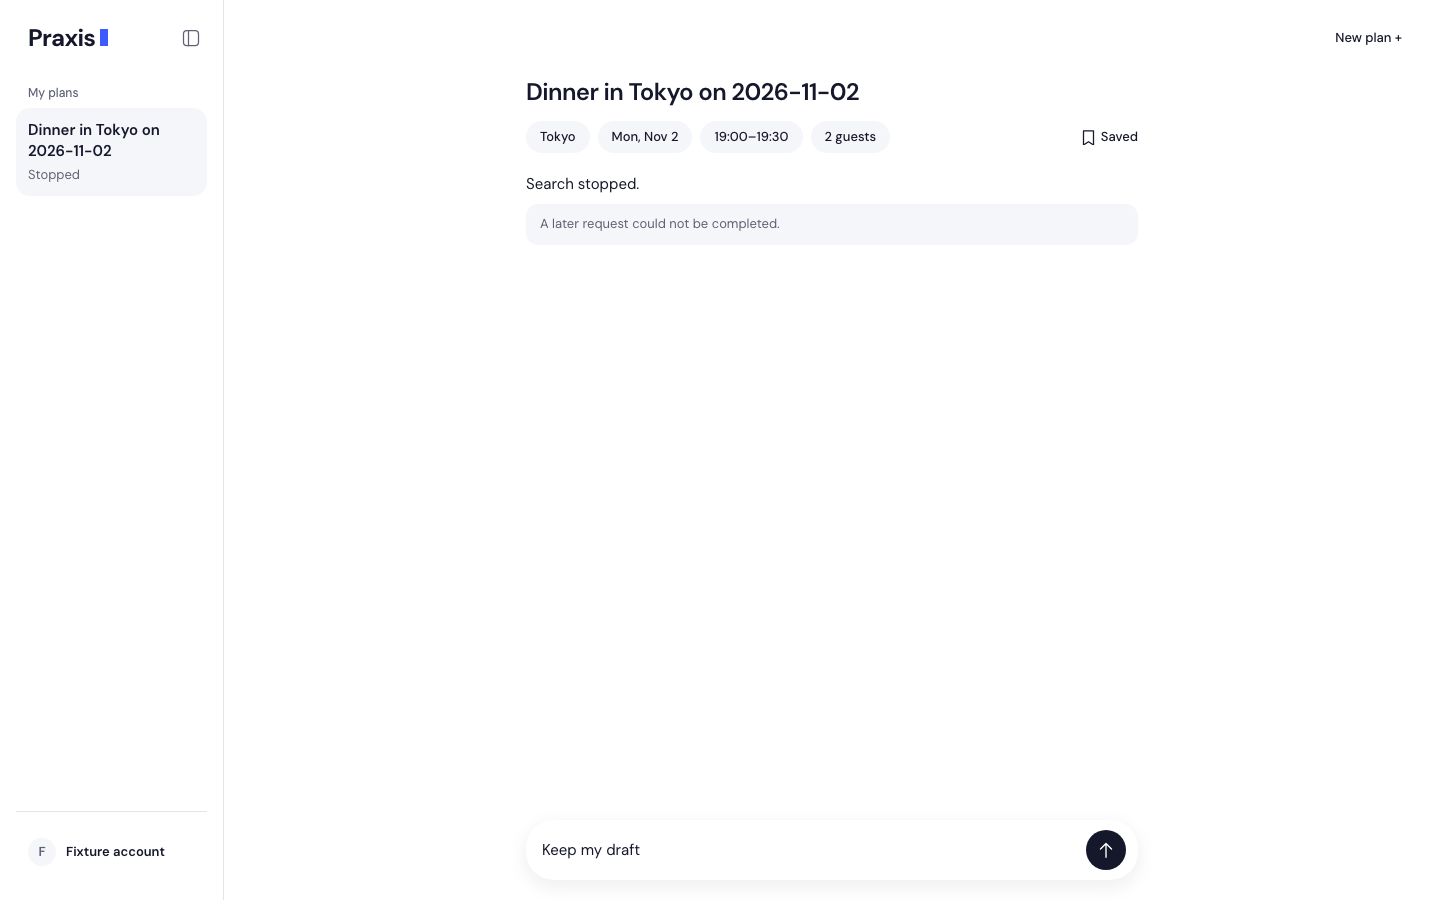 Praxis
New plan +
My plans
Dinner in Tokyo on
2026-11-02
Stopped
Dinner in Tokyo on 2026-11-02
Tokyo
Mon, Nov 2
19:00–19:30
2 guests
Saved
Search stopped.
A later request could not be completed.
Keep my draft
F
Fixture account